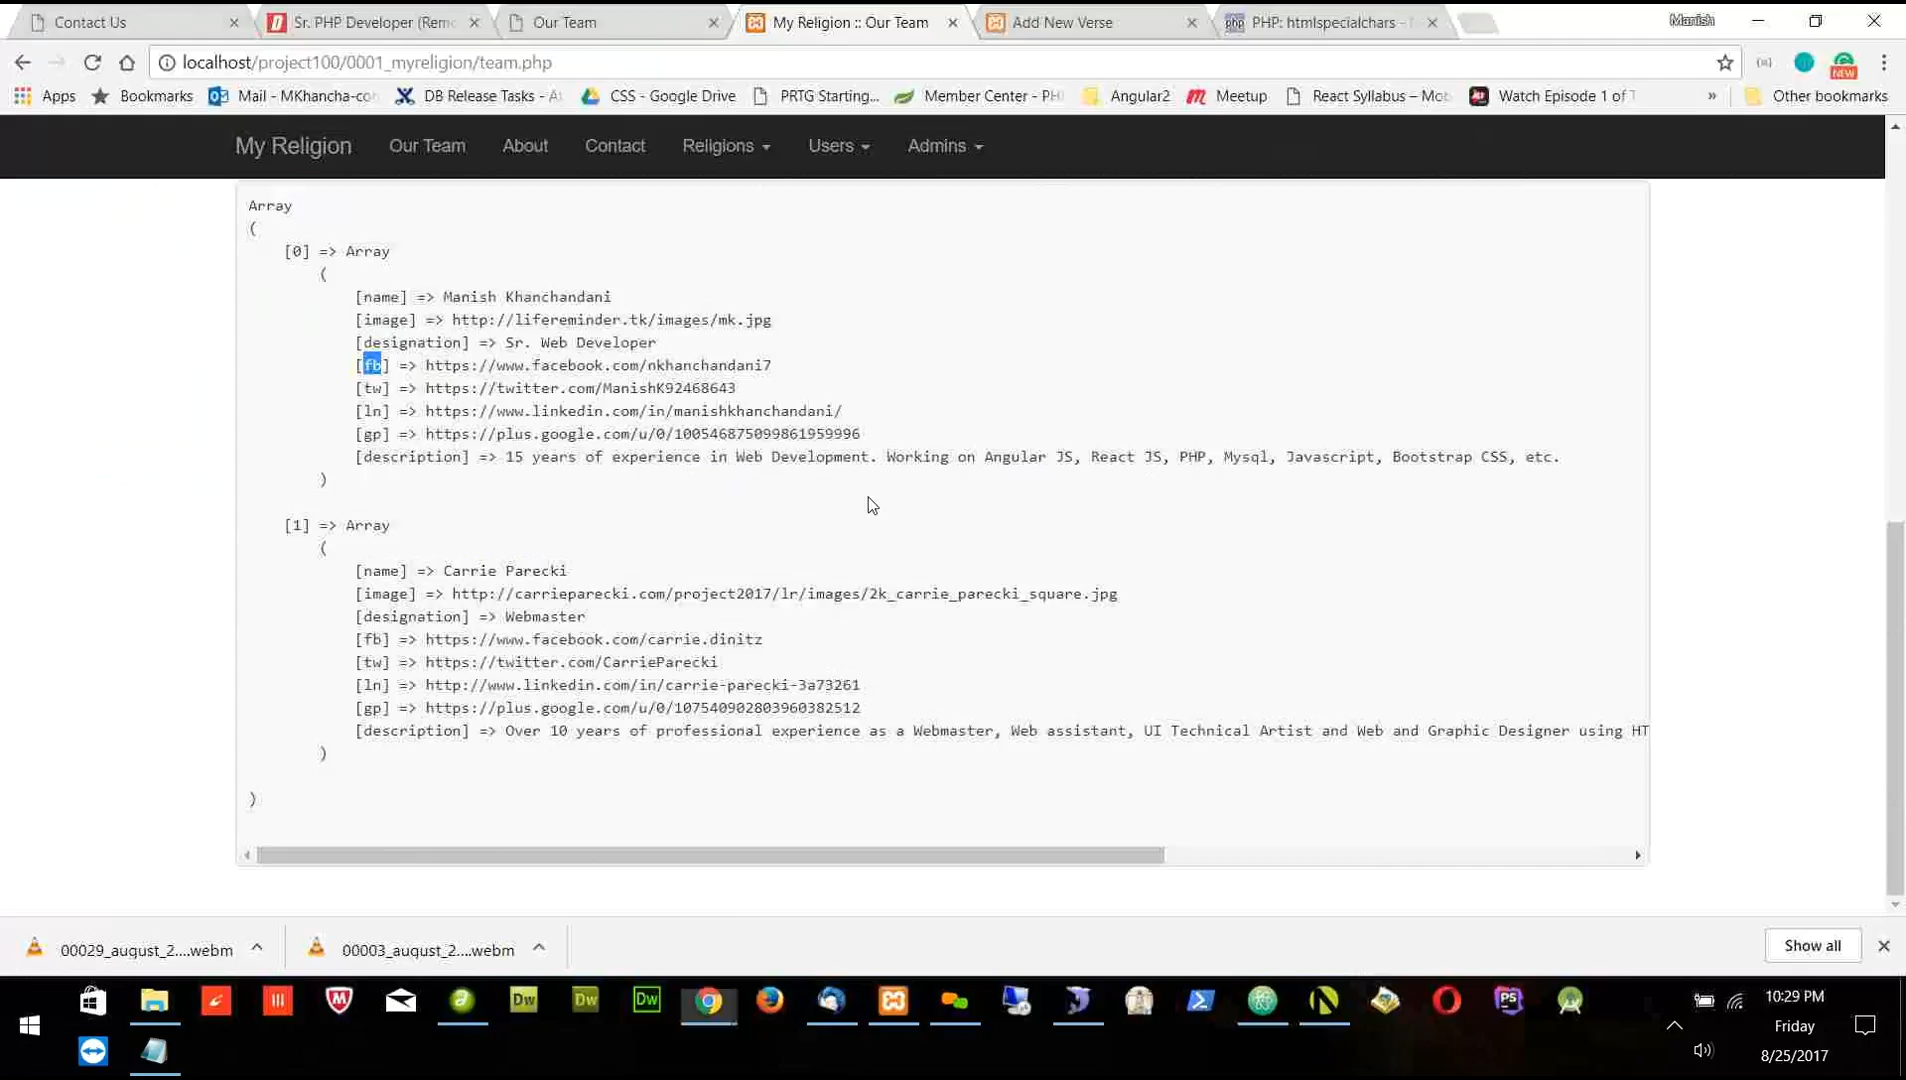 Contact Us
Sr. PHP Developer (Rem
Our Team
My Religion :: Our Team
Add New Verse
PHP: htmlspecialchars -
Manish
localhost/project100/0001_myreligion/team.php
Apps
Bookmarks
Mail - MKhancha-co
DB Release Tasks - A
CSS - Google Drive
PRTG Starting...
Member Center - PH
Angular2
Meetup
React Syllabus – Mo
Watch Episode 1 of T
»
Other bookmarks
NEW
My Religion
Our Team
About
Contact
Religions
Users
Admins
Array
(
[0] => Array
(
[name] => Manish Khanchandani
[image] => http://lifereminder.tk/images/mk.jpg
[designation] => Sr. Web Developer
[fb] => https://www.facebook.com/nkhanchandani7
[tw] => https://twitter.com/ManishK92468643
[ln] => https://www.linkedin.com/in/manishkhanchandani/
[gp] => https://plus.google.com/u/0/100546875099861959996
[description] => 15 years of experience in Web Development. Working on Angular JS, React JS, PHP, Mysql, Javascript, Bootstrap CSS, etc.
)
[1] => Array
(
[name] => Carrie Parecki
[image] => http://carrieparecki.com/project2017/lr/images/2k_carrie_parecki_square.jpg
[designation] => Webmaster
[fb] => https://www.facebook.com/carrie.dinitz
[tw] => https://twitter.com/CarrieParecki
[ln] => http://www.linkedin.com/in/carrie-parecki-3a73261
[gp] => https://plus.google.com/u/0/107540902803960382512
[description] => Over 10 years of professional experience as a Webmaster, Web assistant, UI Technical Artist and Web and Graphic Designer using HT
)
)
00029_august_2....webm
00003_august_2....webm
Show all
Dw
Dw
Dw
PS
10:29 PM
Friday
8/25/2017